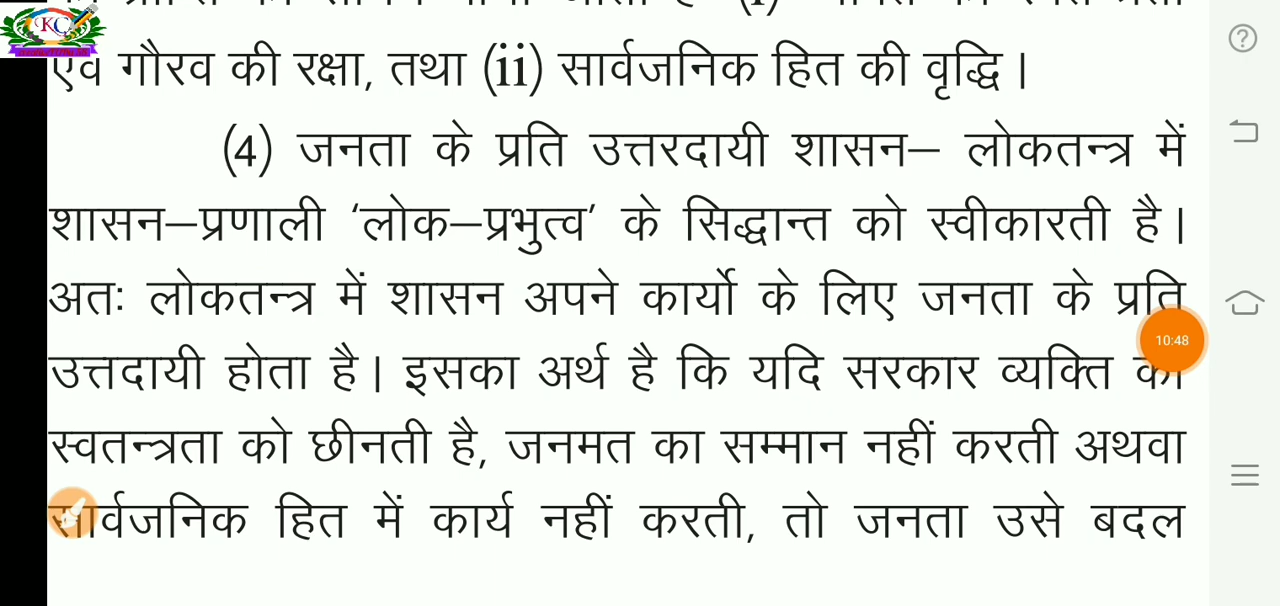 KC
एवं गौरव की रक्षा, तथा (ii) सार्वजनिक हित की वृद्धि।
(4) जनता के प्रति उत्तरदायी शासन– लोकतन्त्र में
शासन–प्रणाली ‘लोक–प्रभुत्व’ के सिद्धान्त को स्वीकारती है।
अतः लोकतन्त्र में शासन अपने कार्यो के लिए जनता के प्रति
10:48
उत्तदायी होता है। इसका अर्थ है कि यदि सरकार व्यक्ति की
स्वतन्त्रता को छीनती है, जनमत का सम्मान नहीं करती अथवा
सार्वजनिक हित में कार्य नहीं करती, तो जनता उसे बदल